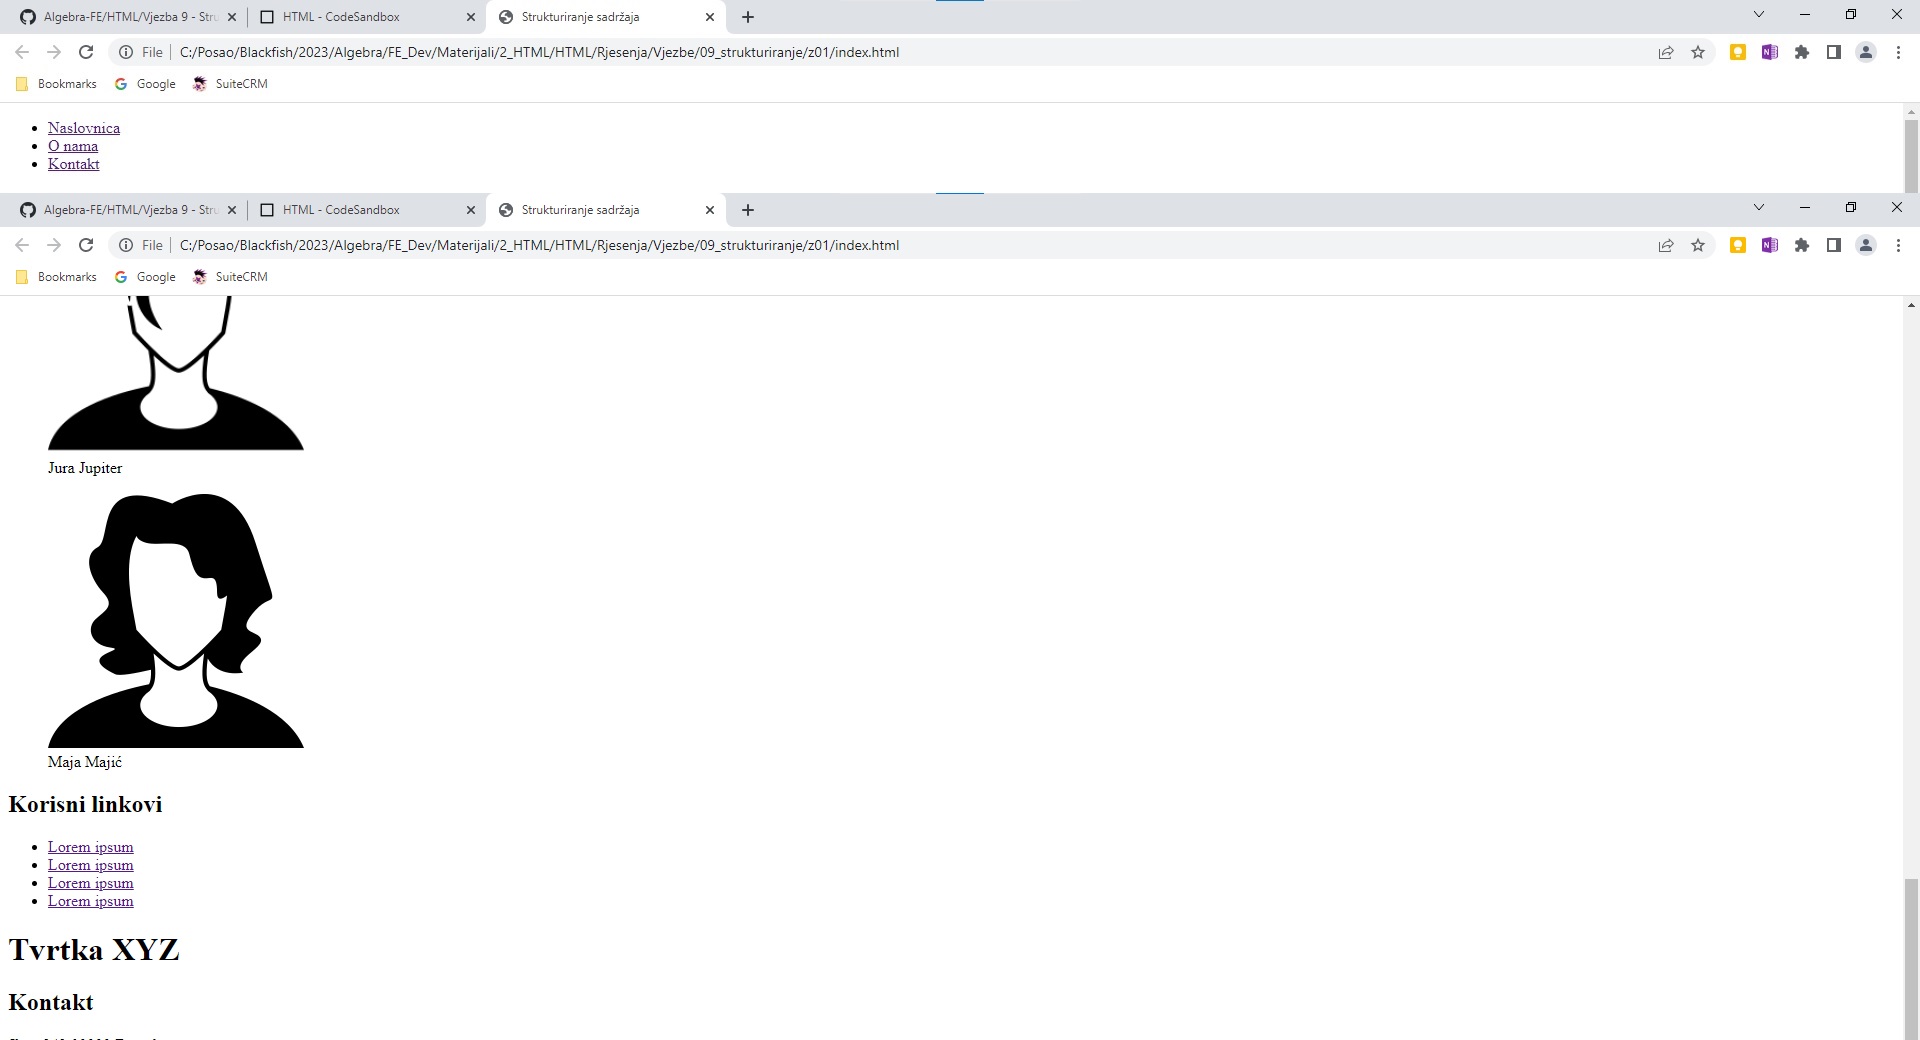 Algebra-FE/HTML/Vjezba 9 - Stru
HTML - CodeSandbox
Strukturiranje sadržaja
File
C:/Posao/Blackfish/2023/Algebra/FE_Dev/Materijali/2_HTML/HTML/Rjesenja/Vjezbe/09_strukturiranje/z01/index.html
Bookmarks
Google
SuiteCRM
Naslovnica
O nama
Kontakt
Algebra-FE/HTML/Vjezba 9 - Stru
HTML - CodeSandbox
Strukturiranje sadržaja
File
C:/Posao/Blackfish/2023/Algebra/FE_Dev/Materijali/2_HTML/HTML/Rjesenja/Vjezbe/09_strukturiranje/z01/index.html
Bookmarks
Google
SuiteCRM
Jura Jupiter
Maja Majić
Korisni linkovi
Lorem ipsum
Lorem ipsum
Lorem ipsum
Lorem ipsum
Tvrtka XYZ
Kontakt